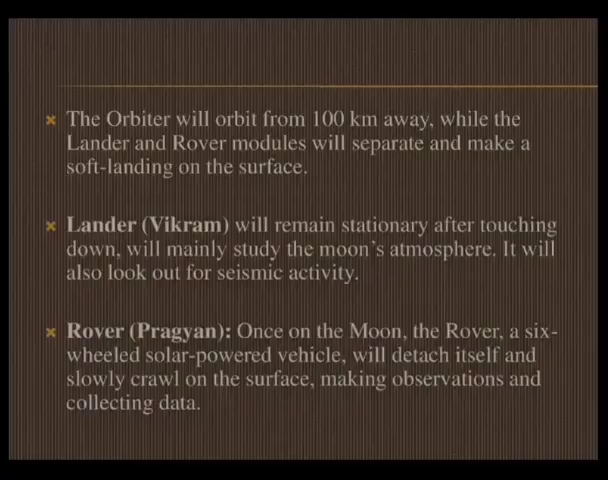 The Orbiter will orbit from 100 km away, while the
Lander and Rover modules will separate and make a
soft-landing on the surface.
Lander (Vikram) will remain stationary after touching
down, will mainly study the moon's atmosphere. It will
also look out for seismic activity.
Rover (Pragyan): Once on the Moon, the Rover, a six-
wheeled solar-powered vehicle, will detach itself and
slowly crawl on the surface, making observations and
collecting data.